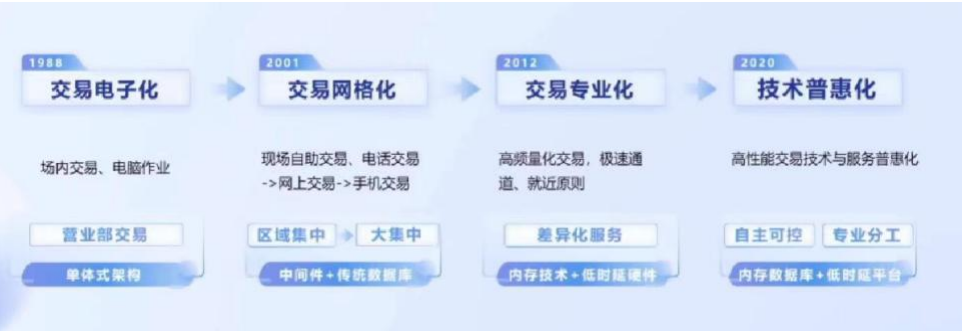 1988
交易电子化
场内交易、电脑作业
营业部交易
单体式架构
2001
交易网格化
现场自助交易、电话交易
->网上交易->手机交易
区域集中
大集中
中间件+传统数据库
2012
交易专业化
高频量化交易，极速通
道、就近原则
差异化服务
内存技术+低时延硬件
2020
技术普惠化
高性能交易技术与服务普惠化
自主可控
专业分工
内存数据库+低时延平台